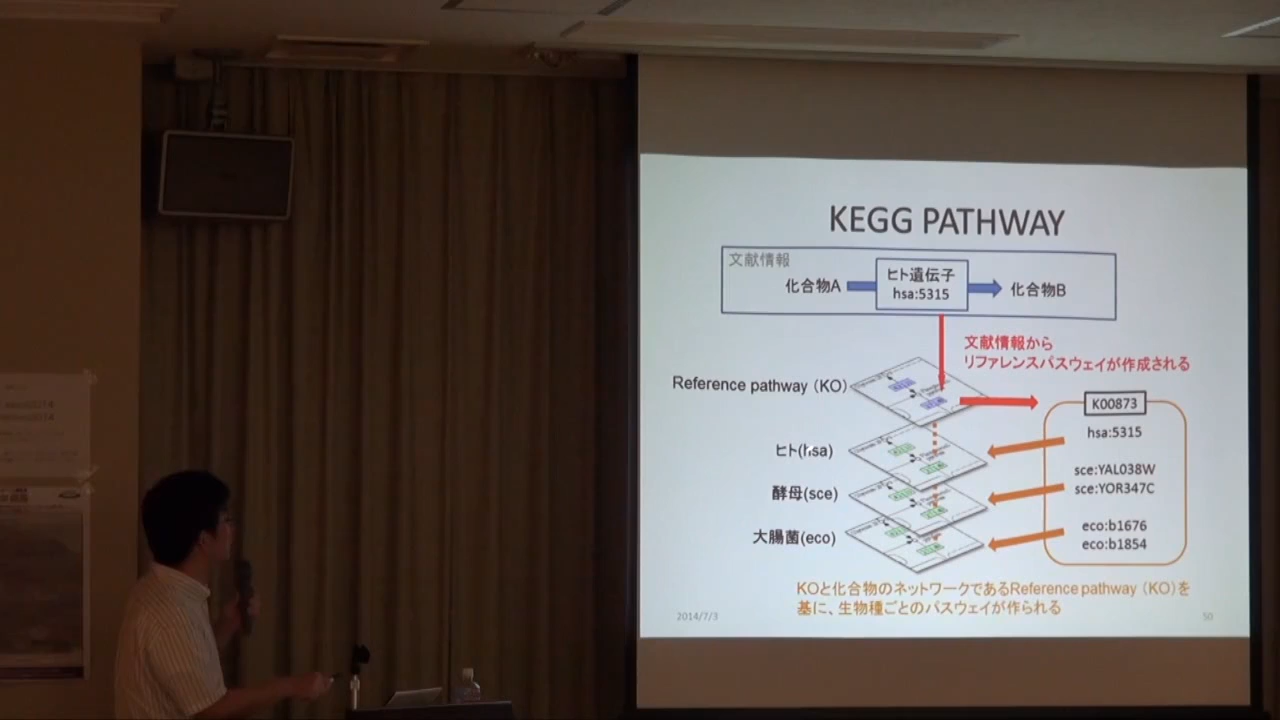 KEGG PATHWAY
文献情報
化合物A
ヒト遺伝子
hsa:5315
化合物B
文献情報から
リファレンスパスウェイが作成される
Reference pathway (KO)
K00873
hsa:5315
ヒト(hsa)
sce:YAL038W
sce:YOR347C
酵母(sce)
eco:b1676
eco:b1854
大腸菌(eco)
KOと化合物のネットワークであるReference pathway (KO)を
基に、生物種ごとのパスウェイが作られる
2014/7/3
50